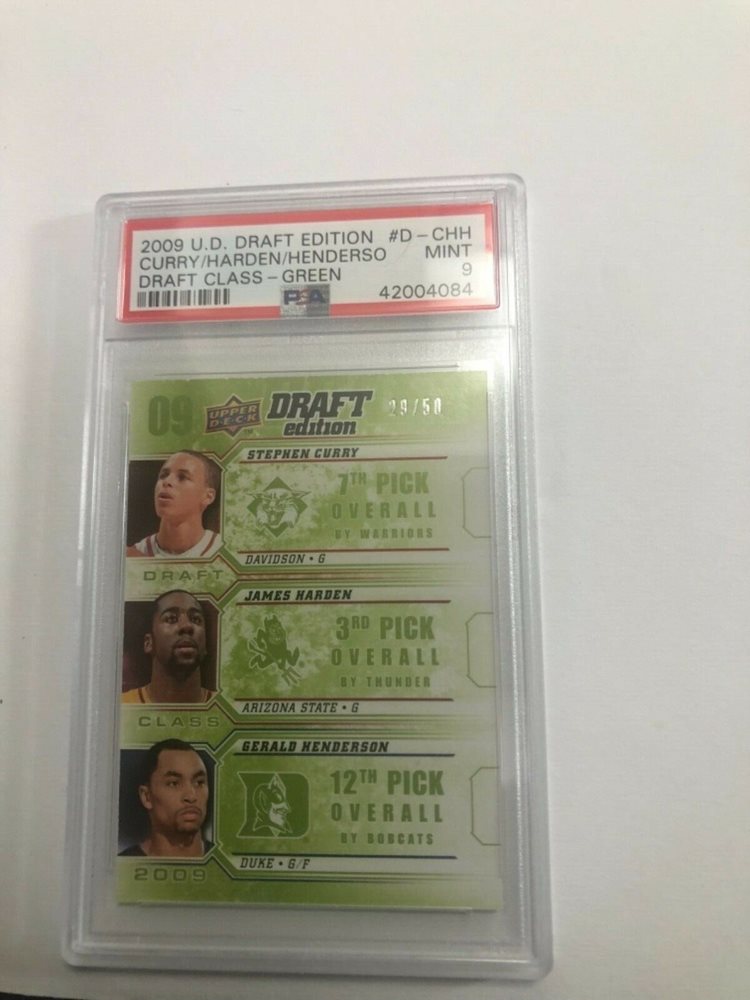 2009 U.D. DRAFT EDITION #D-CHH
CURRY/HARDEN/HENDERSO MINT
DRAFT CLASS-GREEN 9
PSA 42004084
09 UPPER DECK DRAFT edition 29/50
STEPHEN CURRY
7TH PICK
OVERALL
BY WARRIORS
DAVIDSON • G
DRAFT
JAMES HARDEN
3RD PICK
OVERALL
BY THUNDER
ARIZONA STATE • G
CLASS
GERALD HENDERSON
12TH PICK
OVERALL
BY BOBCATS
DUKE • G/F
2009